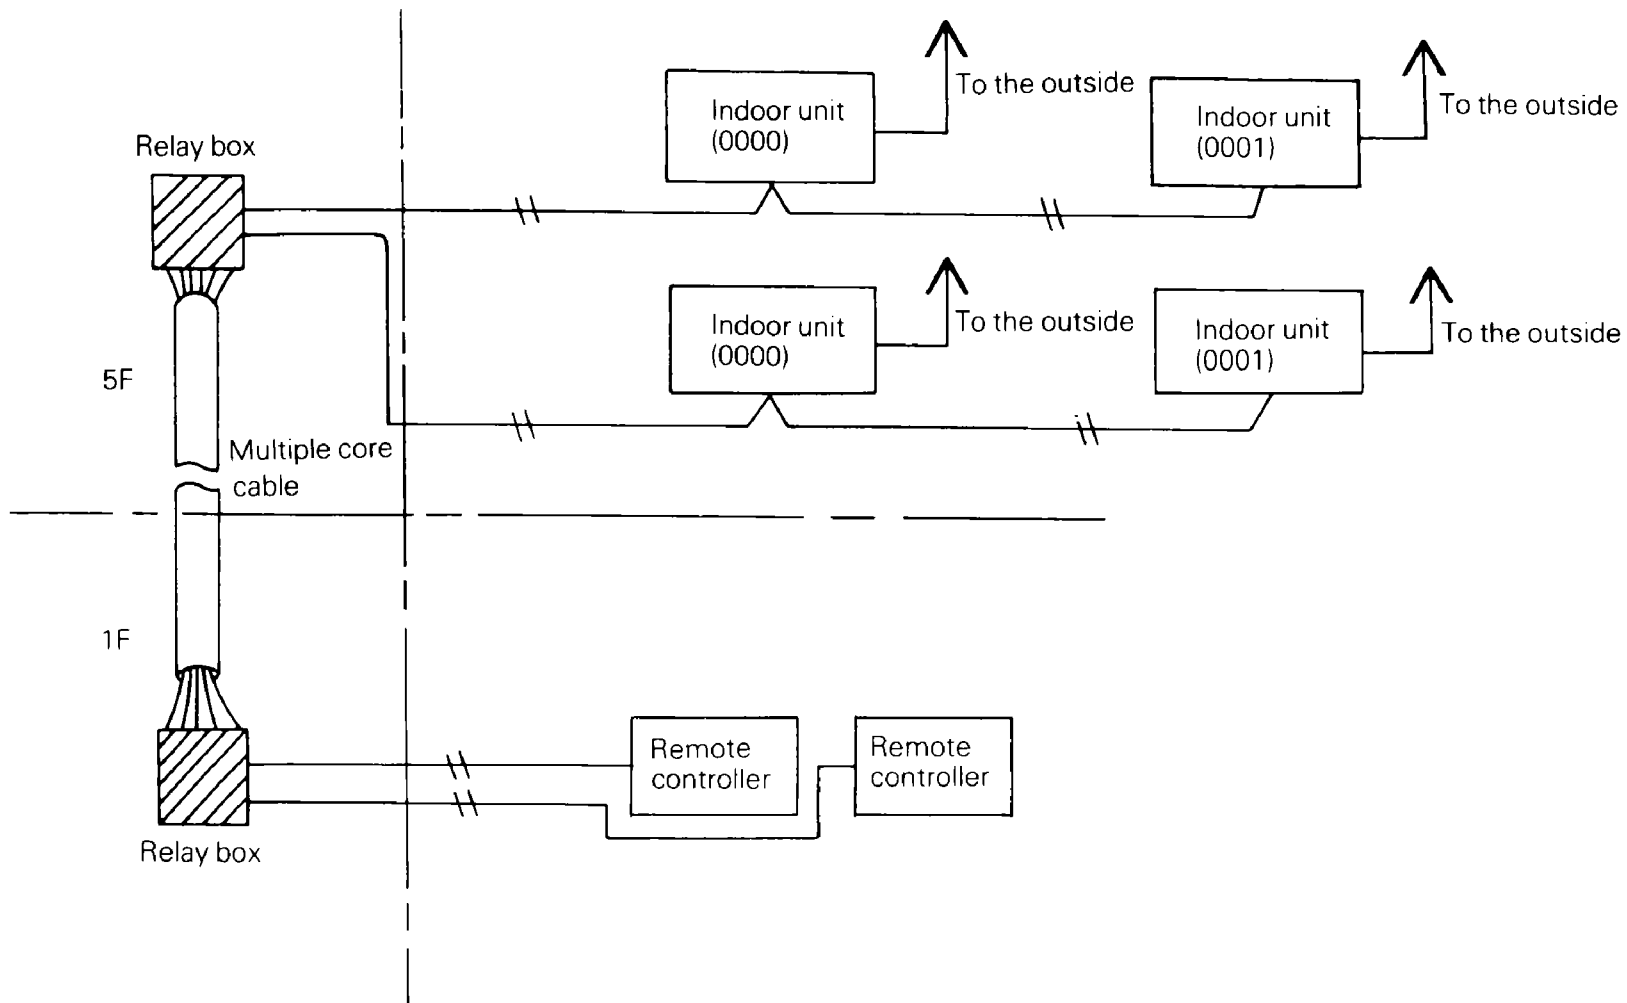 To the outside
Indoor unit
(0000)
To the outside
Indoor unit
(0001)
Relay box
To the outside
Indoor unit
(0000)
To the outside
Indoor unit
(0001)
5F
Multiple core
cable
1F
Remote
controller
Remote
controller
Relay box